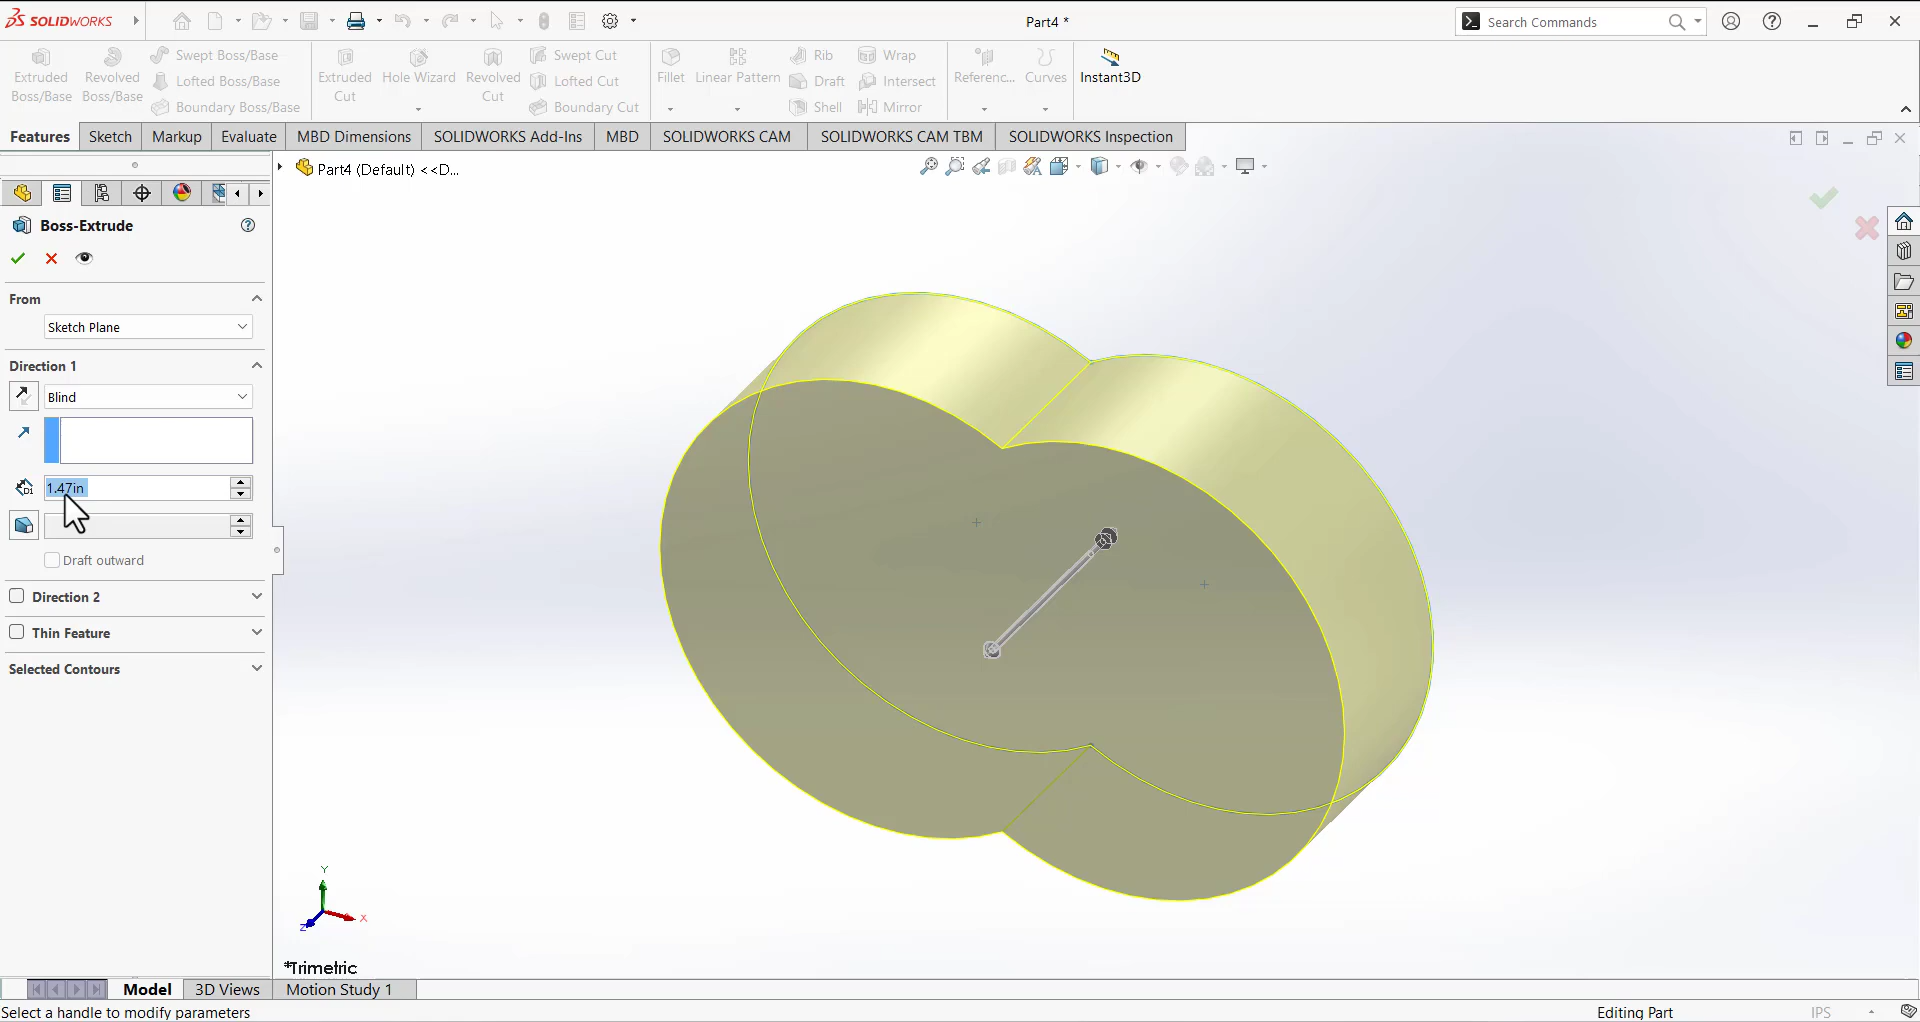 SOLIDWORKS
Part4 *
Search Commands
Extruded Boss/Base
Revolved Boss/Base
Swept Boss/Base
Lofted Boss/Base
Boundary Boss/Base
Extruded Cut
Hole Wizard
Revolved Cut
Swept Cut
Lofted Cut
Boundary Cut
Fillet
Linear Pattern
Rib
Draft
Shell
Wrap
Intersect
Mirror
Referenc...
Curves
Instant3D
Features
Sketch
Markup
Evaluate
MBD Dimensions
SOLIDWORKS Add-Ins
MBD
SOLIDWORKS CAM
SOLIDWORKS CAM TBM
SOLIDWORKS Inspection
Part4 (Default) <<D...
Boss-Extrude
From
Sketch Plane
Direction 1
Blind
D1
1.47in
Draft outward
Direction 2
Thin Feature
Selected Contours
Y
X
Z
*Trimetric
Model
3D Views
Motion Study 1
Select a handle to modify parameters
Editing Part
IPS